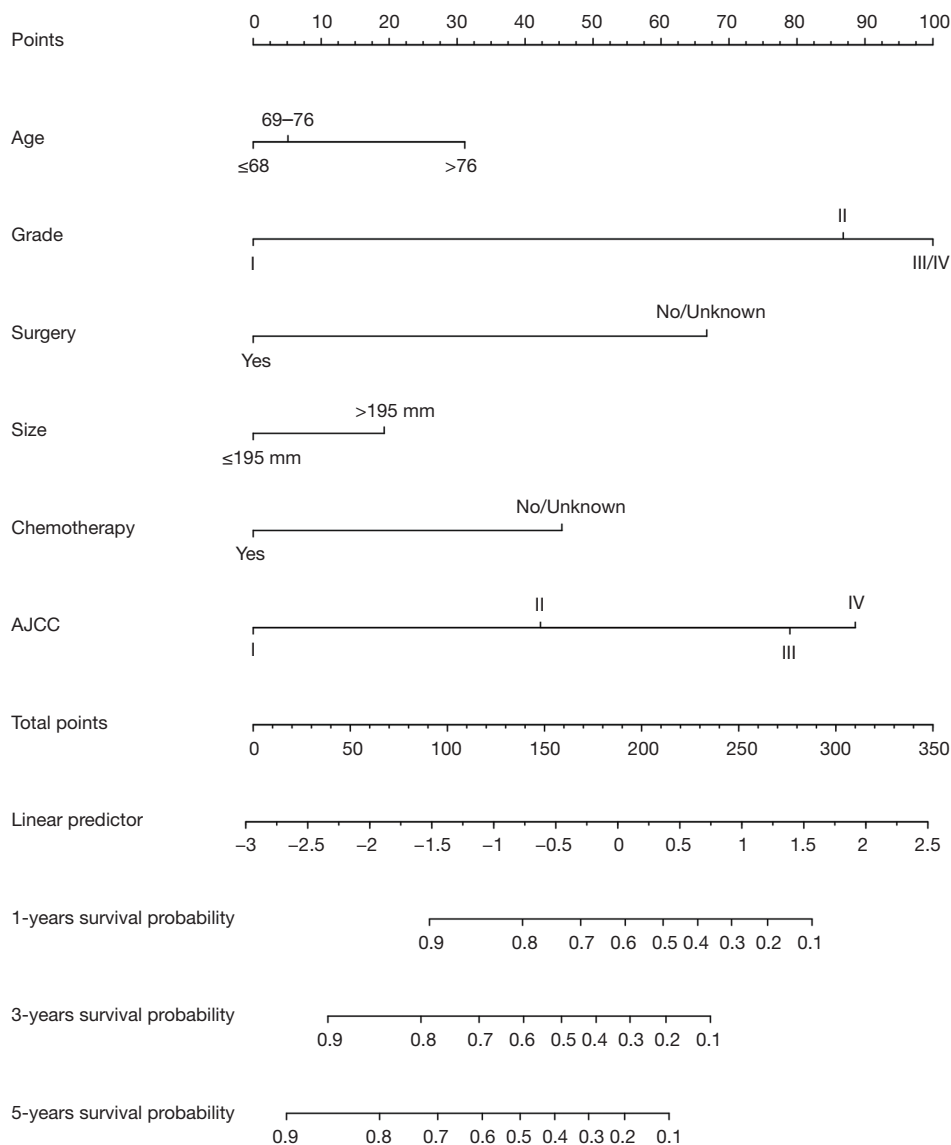 Points
0 10 20 30 40 50 60 70 80 90 100
69–76
Age
≤68 >76
II
Grade
I III/IV
No/Unknown
Surgery
Yes
>195 mm
Size
≤195 mm
No/Unknown
Chemotherapy
Yes
II IV
AJCC
I III
Total points
0 50 100 150 200 250 300 350
Linear predictor
−3 −2.5 −2 −1.5 −1 −0.5 0 0.5 1 1.5 2 2.5
1-years survival probability
0.9 0.8 0.7 0.6 0.5 0.4 0.3 0.2 0.1
3-years survival probability
0.9 0.8 0.7 0.6 0.5 0.4 0.3 0.2 0.1
5-years survival probability
0.9 0.8 0.7 0.6 0.5 0.4 0.3 0.2 0.1